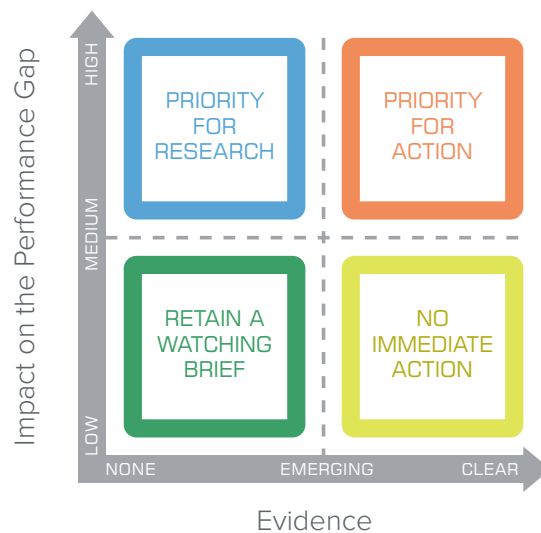 Impact on the Performance Gap
HIGH
MEDIUM
LOW
PRIORITY
FOR
RESEARCH
PRIORITY
FOR
ACTION
RETAIN A
WATCHING
BRIEF
NO
IMMEDIATE
ACTION
NONE
EMERGING
CLEAR
Evidence